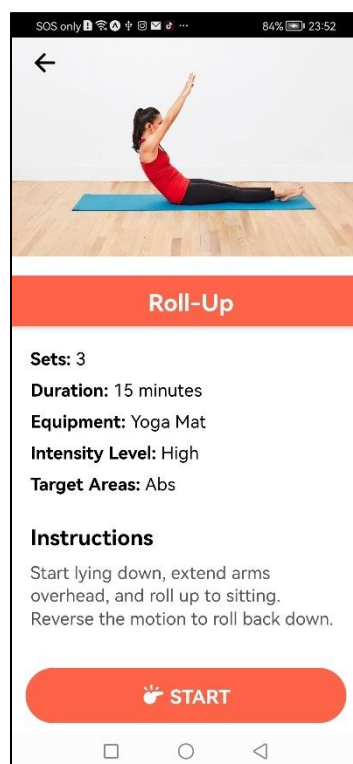 SOS only 84% 23:52
Roll-Up
Sets: 3
Duration: 15 minutes
Equipment: Yoga Mat
Intensity Level: High
Target Areas: Abs
Instructions
Start lying down, extend arms
overhead, and roll up to sitting.
Reverse the motion to roll back down.
START